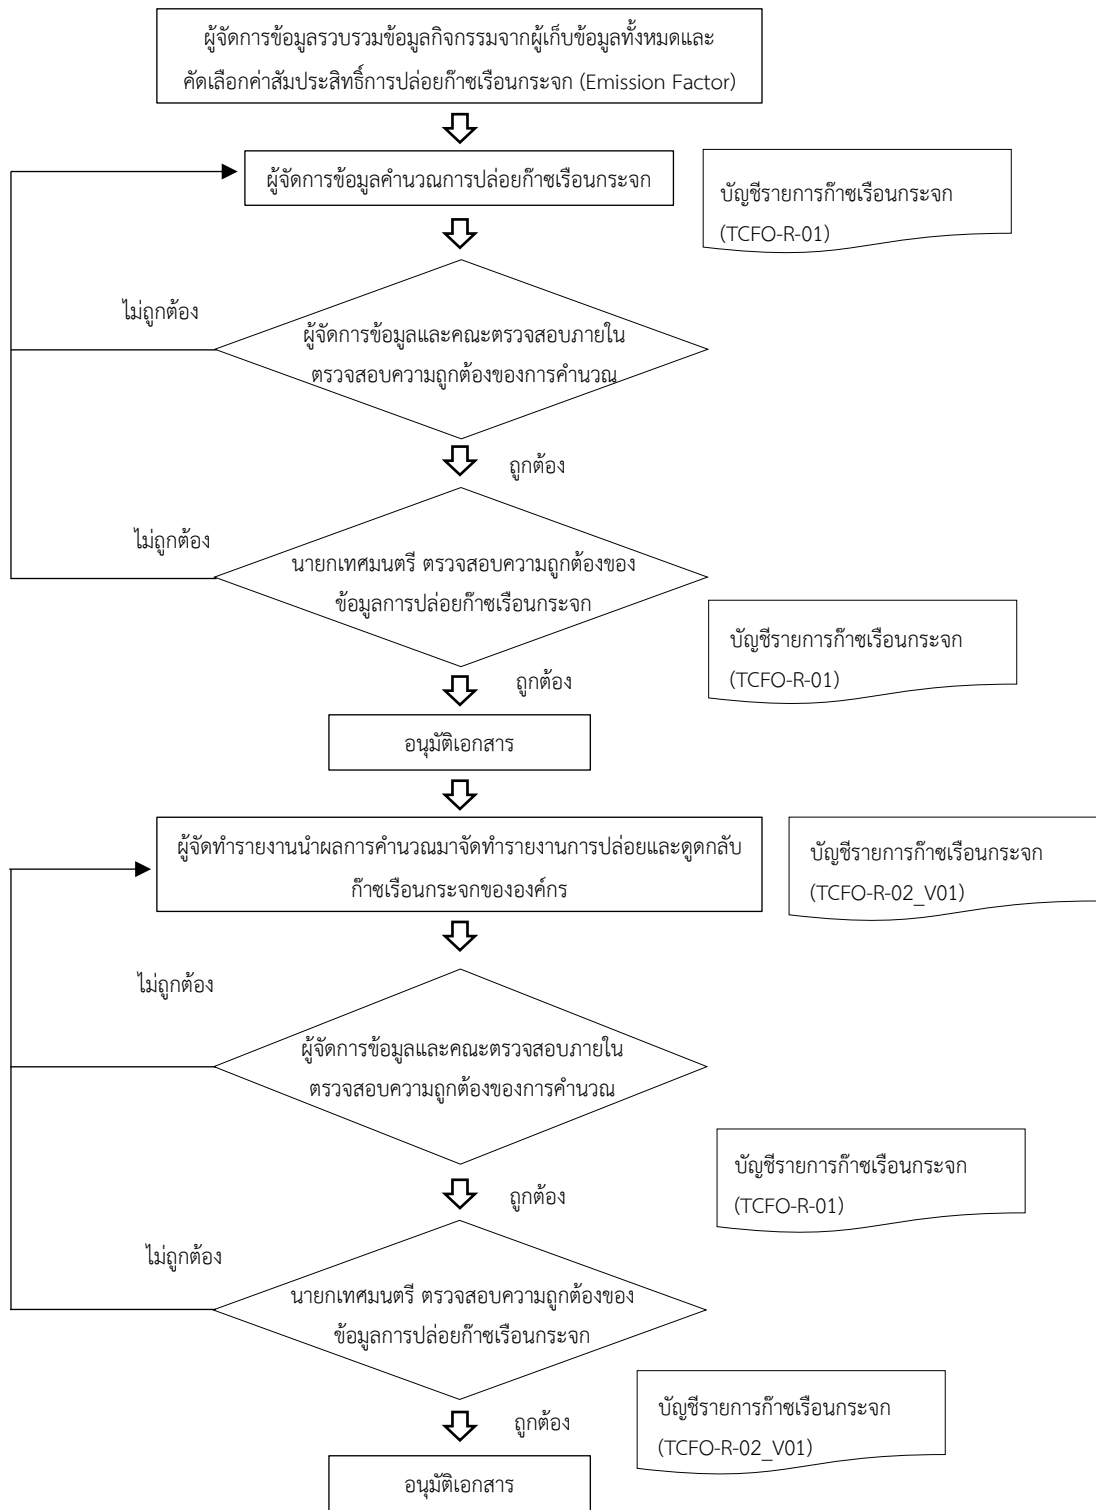 ผู้จัดการข้อมูลรวบรวมข้อมูลกิจกรรมจากผู้เก็บข้อมูลทั้งหมดและ
คัดเลือกค่าสัมประสิทธิ์การปล่อยก๊าซเรือนกระจก (Emission Factor)
ผู้จัดการข้อมูลคำนวณการปล่อยก๊าซเรือนกระจก
บัญชีรายการก๊าซเรือนกระจก
(TCFO-R-01)
ไม่ถูกต้อง
ผู้จัดการข้อมูลและคณะตรวจสอบภายใน
ตรวจสอบความถูกต้องของการคำนวณ
ถูกต้อง
ไม่ถูกต้อง
นายกเทศมนตรี ตรวจสอบความถูกต้องของ
ข้อมูลการปล่อยก๊าซเรือนกระจก
บัญชีรายการก๊าซเรือนกระจก
(TCFO-R-01)
ถูกต้อง
อนุมัติเอกสาร
ผู้จัดทำรายงานนำผลการคำนวณมาจัดทำรายงานการปล่อยและดูดกลับ
ก๊าซเรือนกระจกขององค์กร
บัญชีรายการก๊าซเรือนกระจก
(TCFO-R-02_V01)
ไม่ถูกต้อง
ผู้จัดการข้อมูลและคณะตรวจสอบภายใน
ตรวจสอบความถูกต้องของการคำนวณ
บัญชีรายการก๊าซเรือนกระจก
(TCFO-R-01)
ถูกต้อง
ไม่ถูกต้อง
นายกเทศมนตรี ตรวจสอบความถูกต้องของ
ข้อมูลการปล่อยก๊าซเรือนกระจก
บัญชีรายการก๊าซเรือนกระจก
(TCFO-R-02_V01)
ถูกต้อง
อนุมัติเอกสาร